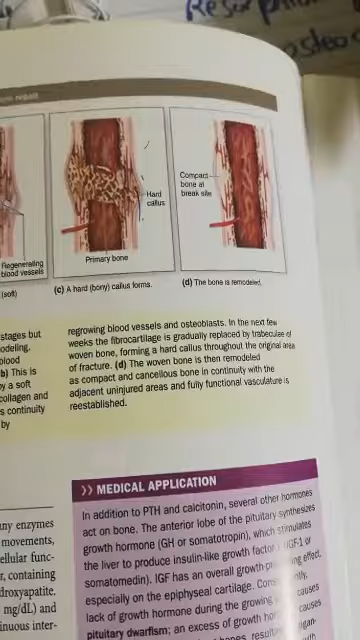 Resorption
osteoc
repair
Regenerating
blood vessels
(soft)
Hard
callus
Primary bone
(c) A hard (bony) callus forms.
Compact
bone at
break site
(d) The bone is remodeled.
stages but
odeling.
blood
b) This is
y a soft
collagen and
s continuity
by
regrowing blood vessels and osteoblasts. In the next few
weeks the fibrocartilage is gradually replaced by trabeculae of
woven bone, forming a hard callus throughout the original area
of fracture. (d) The woven bone is then remodeled
as compact and cancellous bone in continuity with the
adjacent uninjured areas and fully functional vasculature is
reestablished.
any enzymes
movements,
ellular func-
r, containing
droxyapatite.
mg/dL) and
inuous inter-
>> MEDICAL APPLICATION
In addition to PTH and calcitonin, several other hormones
act on bone. The anterior lobe of the pituitary synthesizes
growth hormone (GH or somatotropin), which stimulates
the liver to produce insulin-like growth factor (IGF-1 or
somatomedin). IGF has an overall growth- effect,
especially on the epiphyseal cartilage.
lack of growth hormone during the growing causes
pituitary dwarfism; an excess of growth causes
bones